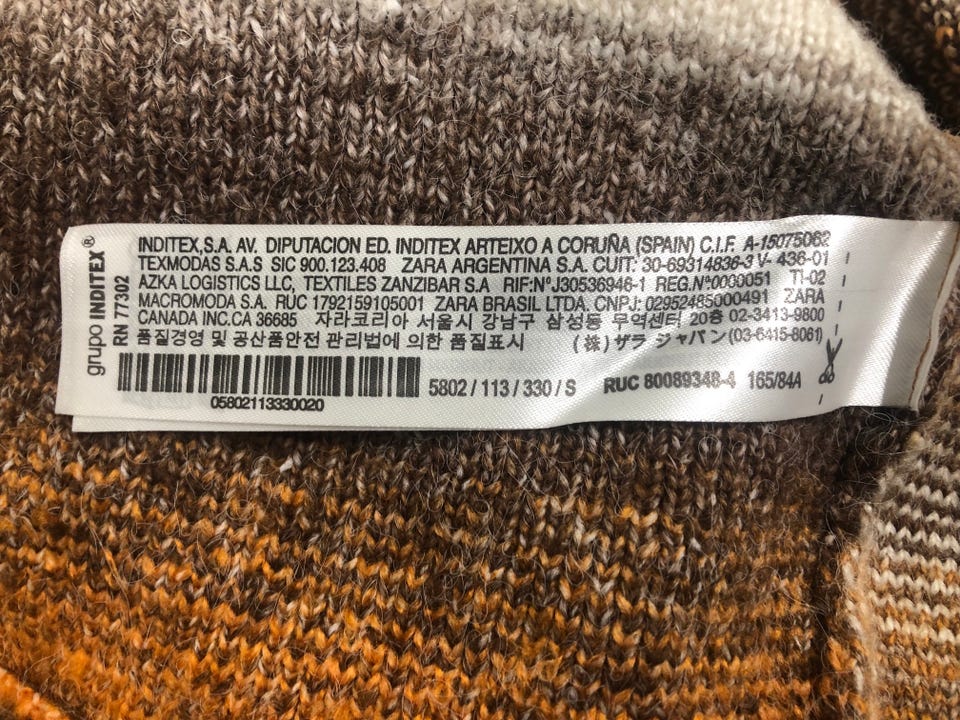 grupo INDITEX®
RN 77302
INDITEX,S.A. AV. DIPUTACION ED. INDITEX ARTEIXO A CORUÑA (SPAIN) C.I.F. A-15075062
TEXMODAS S.A.S SIC 900.123.408 ZARA ARGENTINA S.A. CUIT: 30-69314836-3 V- 436-01
AZKA LOGISTICS LLC, TEXTILES ZANZIBAR S.A RIF:N°J30536946-1 REG.N°0000051 TI-02
MACROMODA S.A. RUC 1792159105001 ZARA BRASIL LTDA. CNPJ: 02952485000491 ZARA
CANADA INC.CA 36685 자라코리아 서울시 강남구 삼성동 무역센터 20층 02-3413-9800
품질경영 및 공산품안전 관리법에 의한 품질표시 (株) ザラ ジャパン (03-6415-8061)
5802 / 113 / 330 / S RUC 80089348-4 165/84A
05802113330020